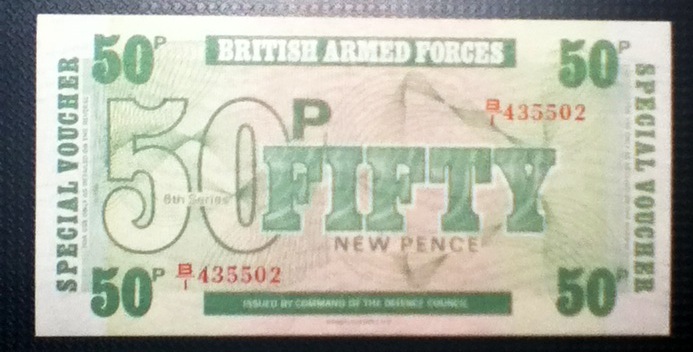 50P
BRITISH ARMED FORCES
50P
SPECIAL VOUCHER
SPECIAL VOUCHER
50P
B/1 435502
6th Series
FIFTY
NEW PENCE
B/1 435502
50P
ISSUED BY COMMAND OF THE DEFENCE COUNCIL
50P